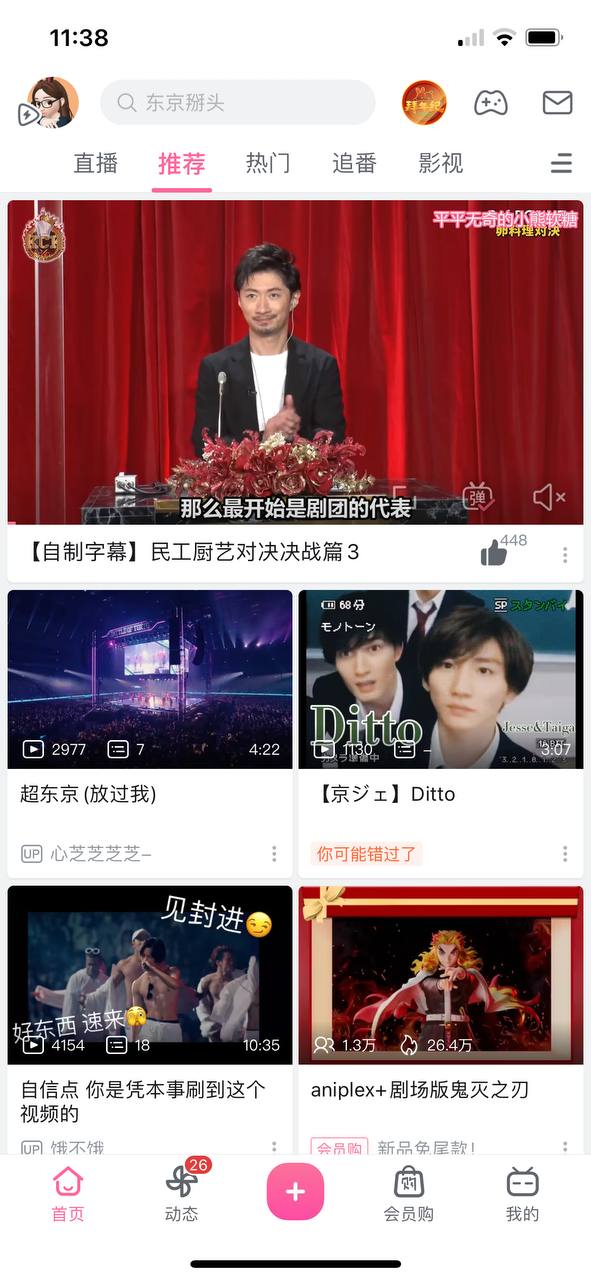 11:38
东京掰头
拜年纪
直播
推荐
热门
追番
影视
平平无奇的小熊软糖
卵料理对决
KCB
那么最开始是剧团的代表
弹
【自制字幕】民工厨艺对决决战篇3
448
2977
7
4:22
超东京(放过我)
UP 心芝芝芝芝—
68分
モノトーン
SP スタンバイ
Ditto
Jesse&Taiga
カメラ準備中
1130
–
3:07
【京ジェ】Ditto
你可能错过了
见封进😏
好东西 速来🫣
4154
18
10:35
自信点 你是凭本事刷到这个
视频的
UP 饿不饿
1.3万
26.4万
aniplex+剧场版鬼灭之刃
会员购 新品免尾款!
首页
26
动态
购
会员购
我的